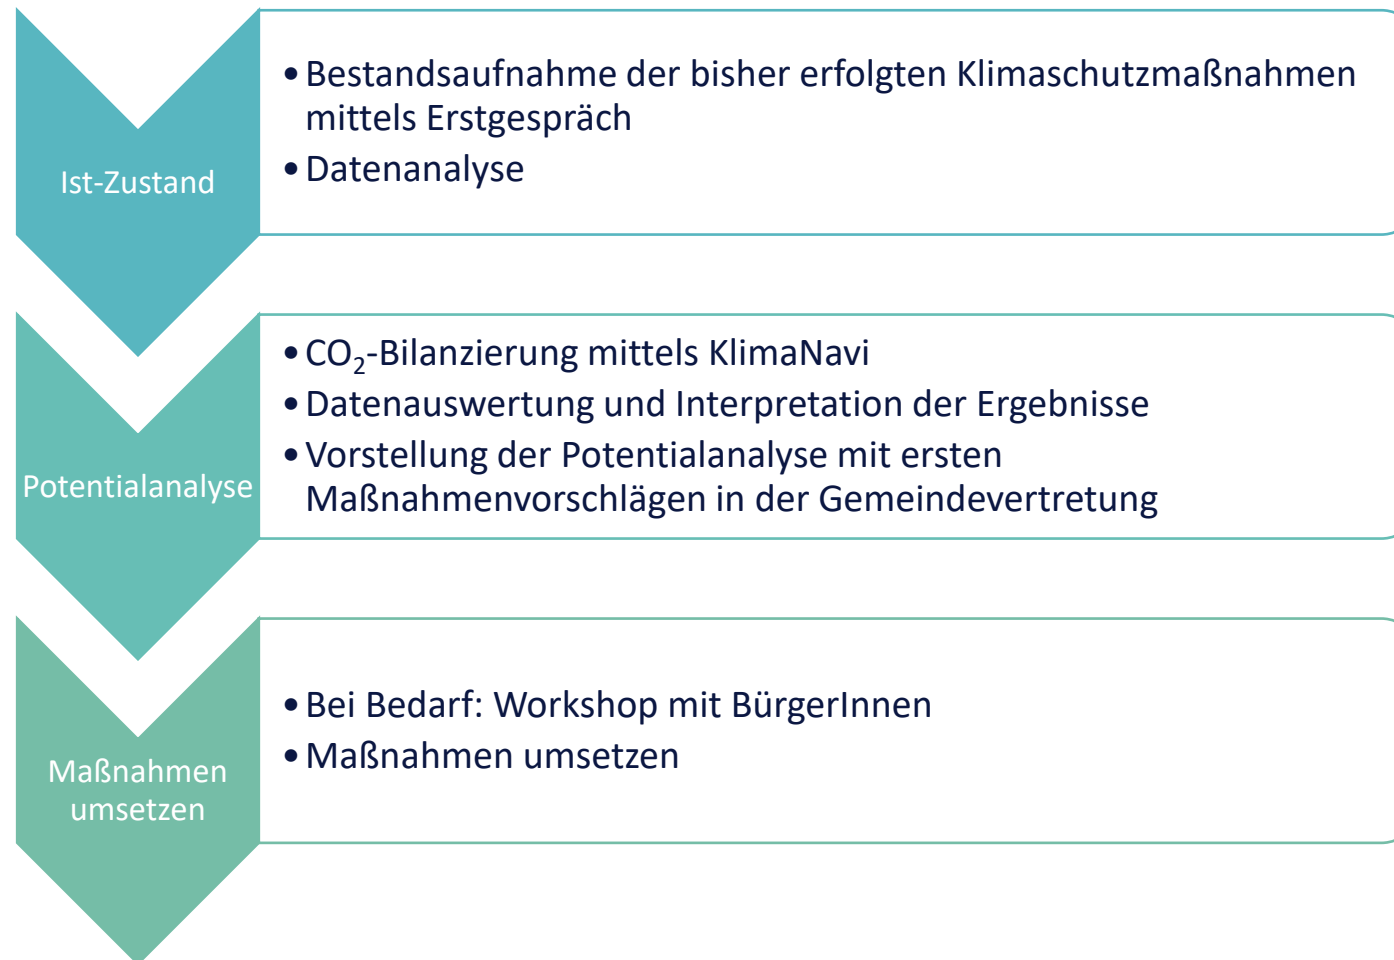 Ist-Zustand
• Bestandsaufnahme der bisher erfolgten Klimaschutzmaßnahmen
mittels Erstgespräch
• Datenanalyse
Potentialanalyse
• CO₂-Bilanzierung mittels KlimaNavi
• Datenauswertung und Interpretation der Ergebnisse
• Vorstellung der Potentialanalyse mit ersten
Maßnahmenvorschlägen in der Gemeindevertretung
Maßnahmen
umsetzen
• Bei Bedarf: Workshop mit BürgerInnen
• Maßnahmen umsetzen